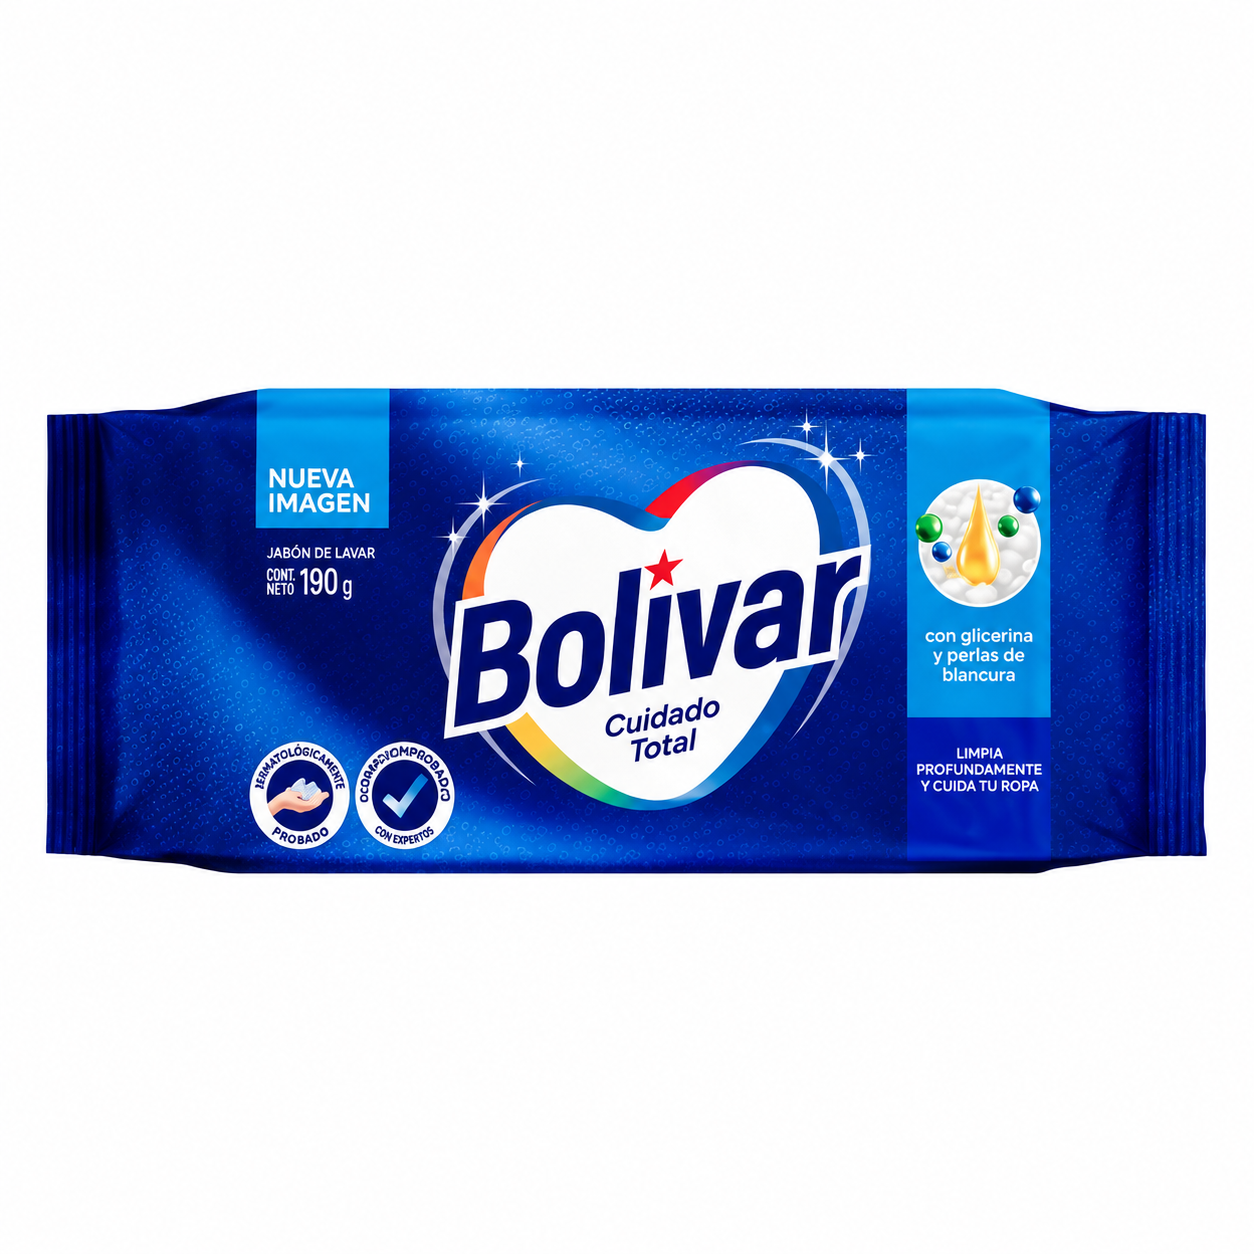 NUEVA
IMAGEN
JABÓN DE LAVAR
CONT.
NETO 190 g
Bolivar
Cuidado
Total
con glicerina
y perlas de
blancura
LIMPIA
PROFUNDAMENTE
Y CUIDA TU ROPA
PROBADO
CON EXPERTOS